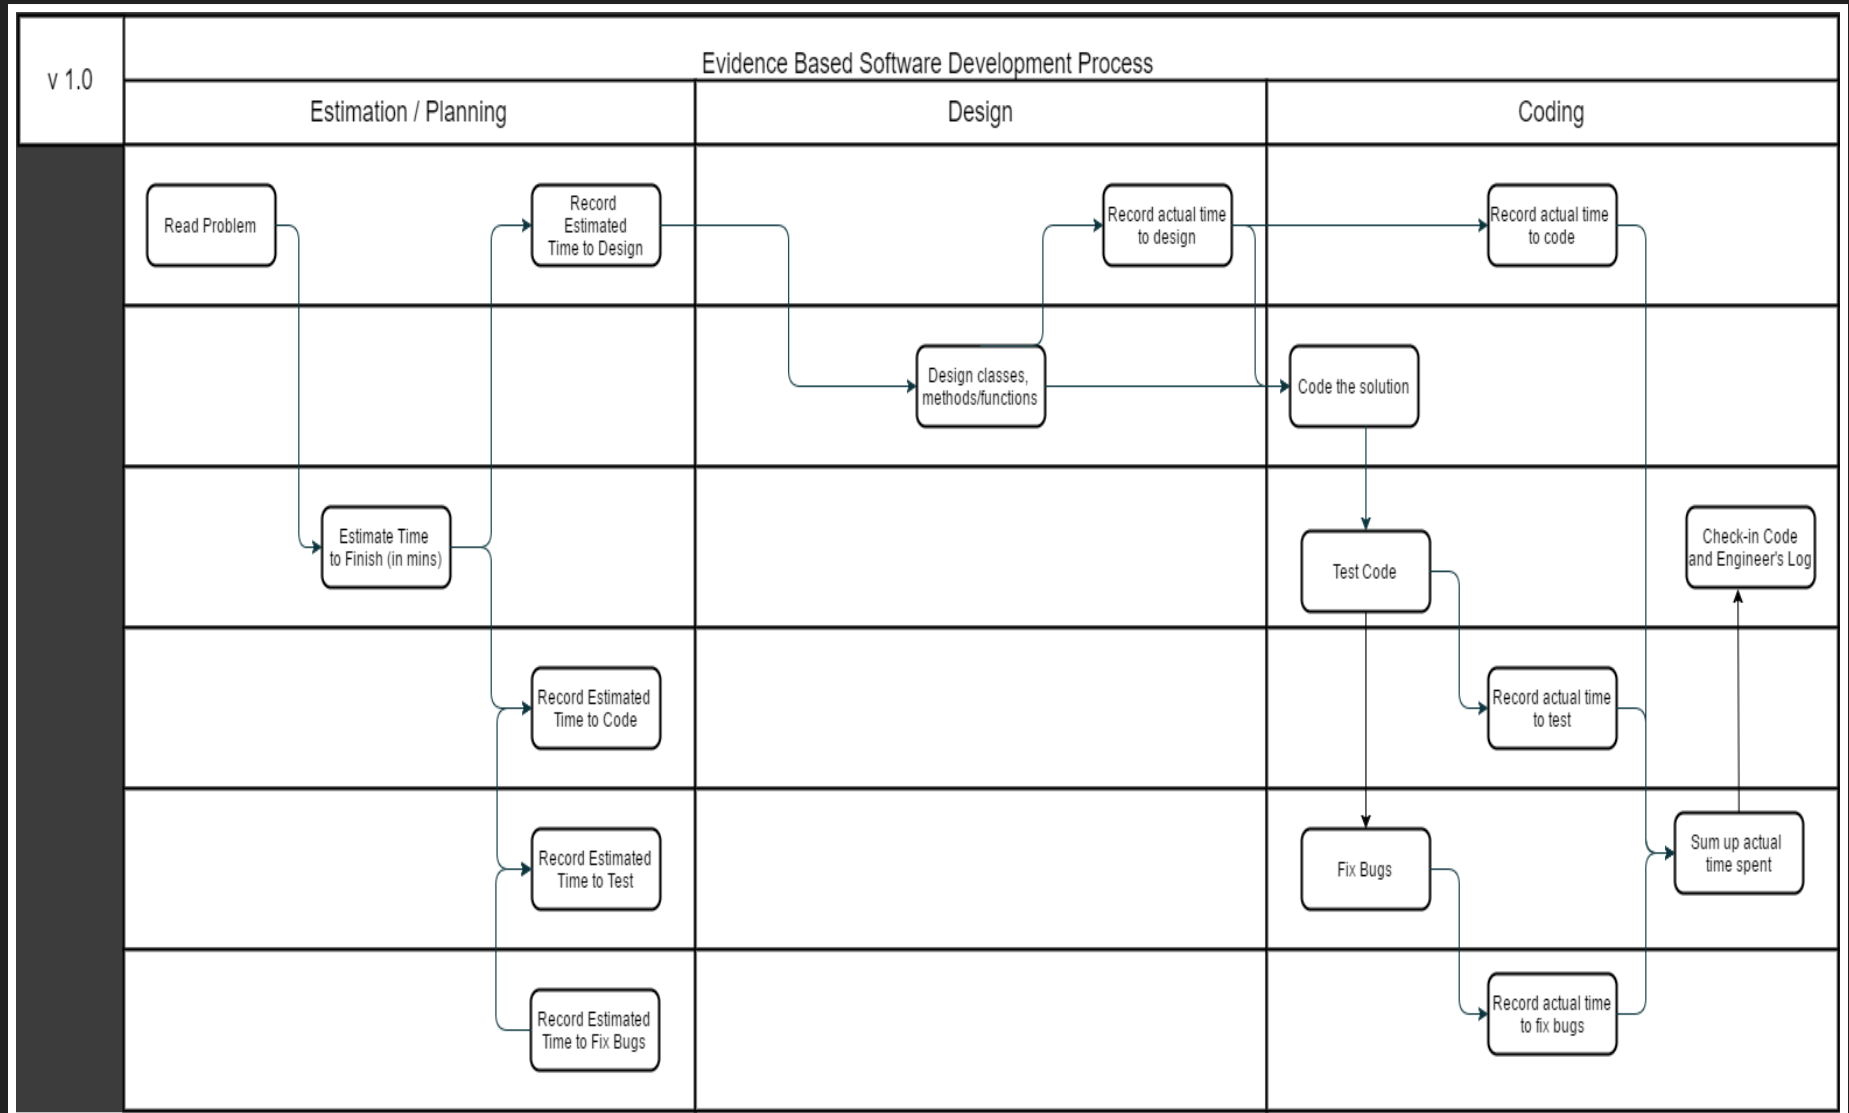 v 1.0
Evidence Based Software Development Process
Estimation / Planning
Design
Coding
Read Problem
Record
Estimated
Time to Design
Record actual time
to design
Record actual time
to code
Design classes,
methods/functions
Code the solution
Estimate Time
to Finish (in mins)
Test Code
Check-in Code
and Engineer's Log
Record Estimated
Time to Code
Record actual time
to test
Record Estimated
Time to Test
Fix Bugs
Sum up actual
time spent
Record Estimated
Time to Fix Bugs
Record actual time
to fix bugs